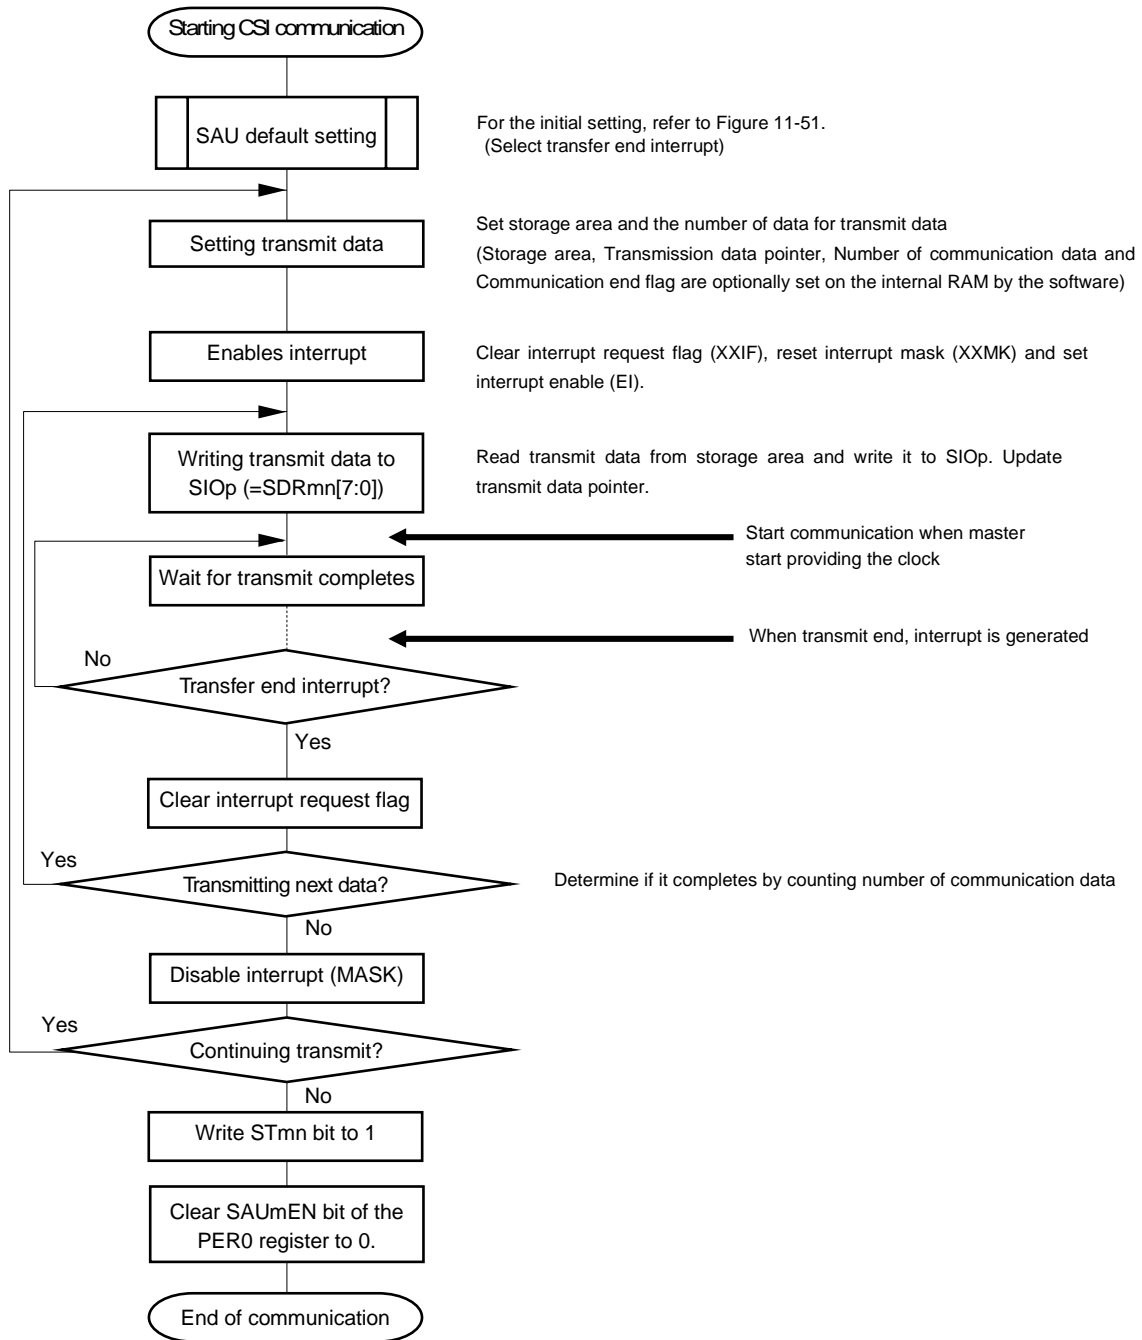 Starting CSI communication
SAU default setting
For the initial setting, refer to Figure 11-51.
(Select transfer end interrupt)
Setting transmit data
Set storage area and the number of data for transmit data
(Storage area, Transmission data pointer, Number of communication data and
Communication end flag are optionally set on the internal RAM by the software)
Enables interrupt
Clear interrupt request flag (XXIF), reset interrupt mask (XXMK) and set
interrupt enable (EI).
Writing transmit data to
SIOp (=SDRmn[7:0])
Read transmit data from storage area and write it to SIOp. Update
transmit data pointer.
Start communication when master
start providing the clock
Wait for transmit completes
When transmit end, interrupt is generated
No
Transfer end interrupt?
Yes
Clear interrupt request flag
Yes
Transmitting next data?
Determine if it completes by counting number of communication data
No
Disable interrupt (MASK)
Yes
Continuing transmit?
No
Write STmn bit to 1
Clear SAUmEN bit of the
PER0 register to 0.
End of communication